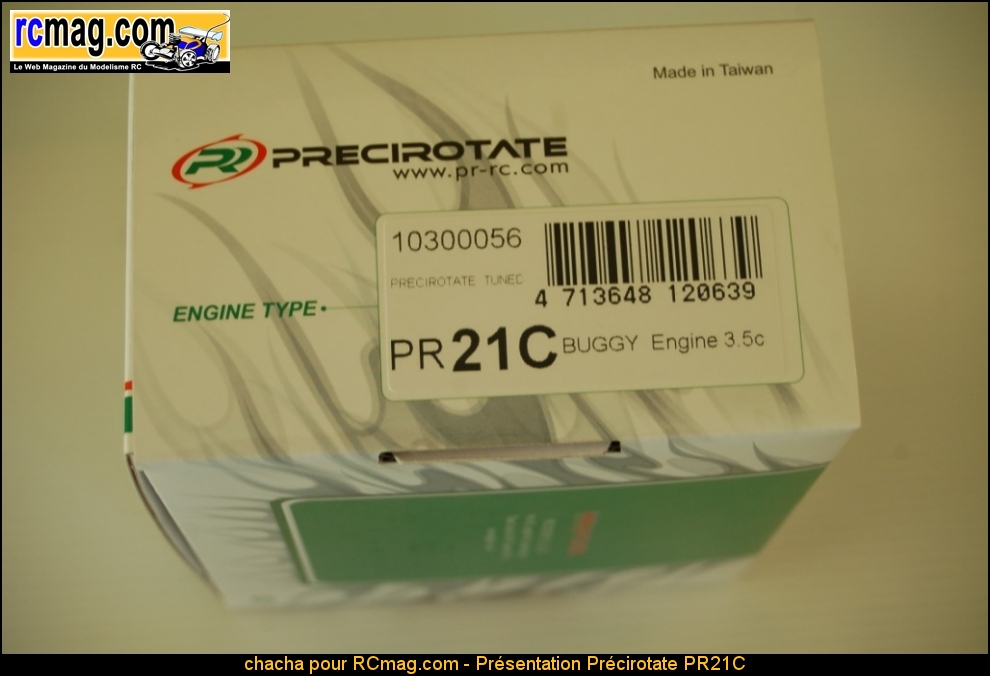 rcmag.com
Le Web Magazine du Modelisme RC
Made in Taiwan
PR PRECIROTATE
www.pr-rc.com
10300056
PRECIROTATE TUNED
4 713648 120639
ENGINE TYPE •
PR 21C BUGGY Engine 3.5c
chacha pour RCmag.com - Présentation Précirotate PR21C